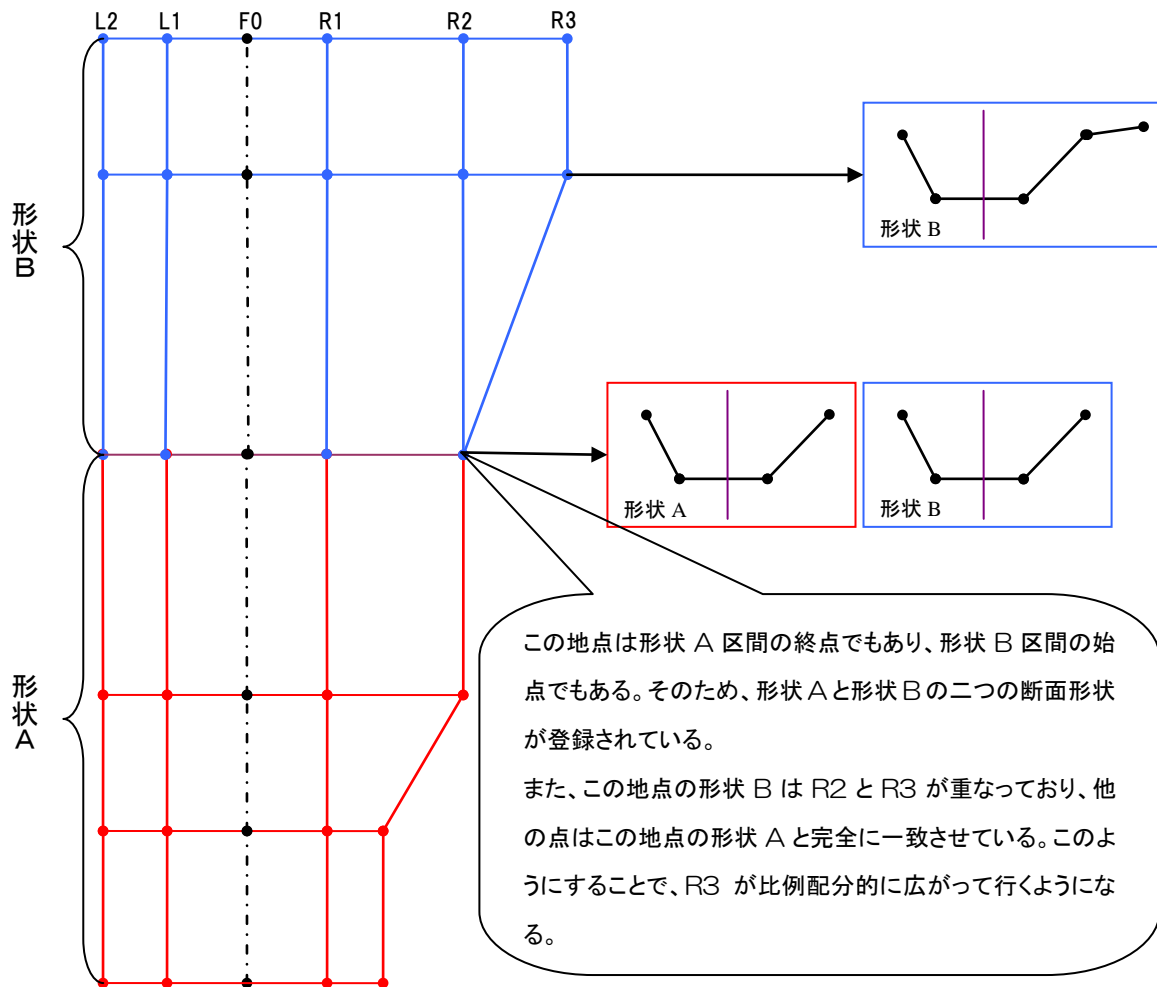 L2 L1 F0 R1 R2 R3
形状B
形状 B
形状 A
形状 B
形状A
この地点は形状 A 区間の終点でもあり、形状 B 区間の始
点でもある。そのため、形状 A と形状 B の二つの断面形状
が登録されている。
また、この地点の形状 B は R2 と R3 が重なっており、他
の点はこの地点の形状 A と完全に一致させている。このよ
うにすることで、R3 が比例配分的に広がって行くようにな
る。